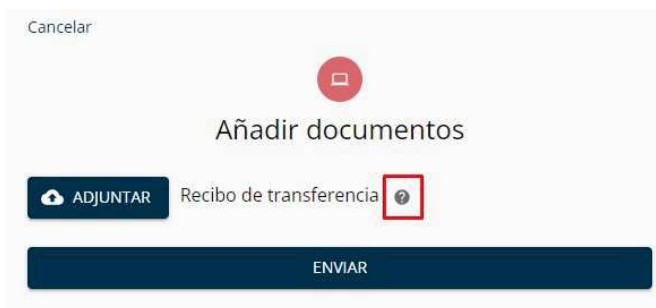 Cancelar
Añadir documentos
ADJUNTAR Recibo de transferencia ?
ENVIAR